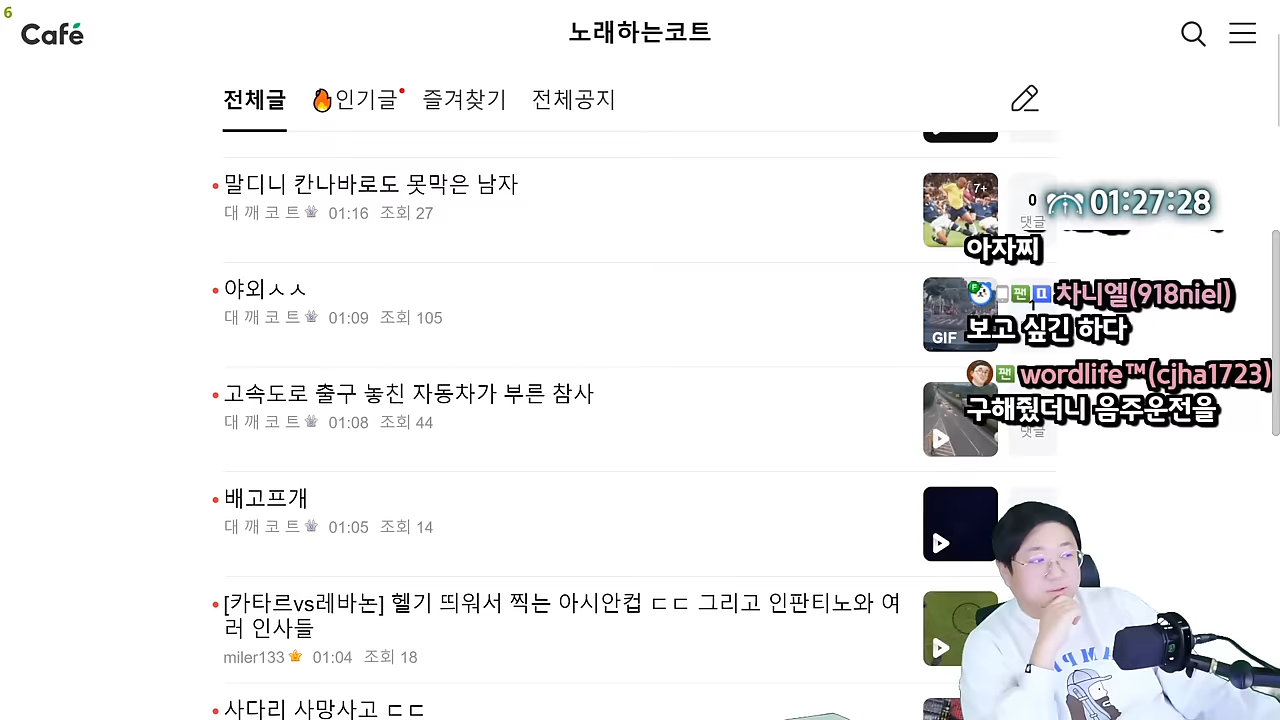 6
Café
노래하는코트
전체글
🔥인기글
즐겨찾기
전체공지
말디니 칸나바로도 못막은 남자
대 깨 코 트 01:16 조회 27
7+
0
댓글
01:27:28
아자찌
야외ㅅㅅ
대 깨 코 트 01:09 조회 105
GIF
1
팬
차니엘(918niel)
보고 싶긴 하다
고속도로 출구 놓친 자동차가 부른 참사
대 깨 코 트 01:08 조회 44
팬
wordlife™(cjha1723)
구해줬더니 음주운전을
댓글
배고프개
대 깨 코 트 01:05 조회 14
[카타르vs레바논] 헬기 띄워서 찍는 아시안컵 ㄷㄷ 그리고 인판티노와 여
러 인사들
miler133 01:04 조회 18
사다리 사망사고 ㄷㄷ